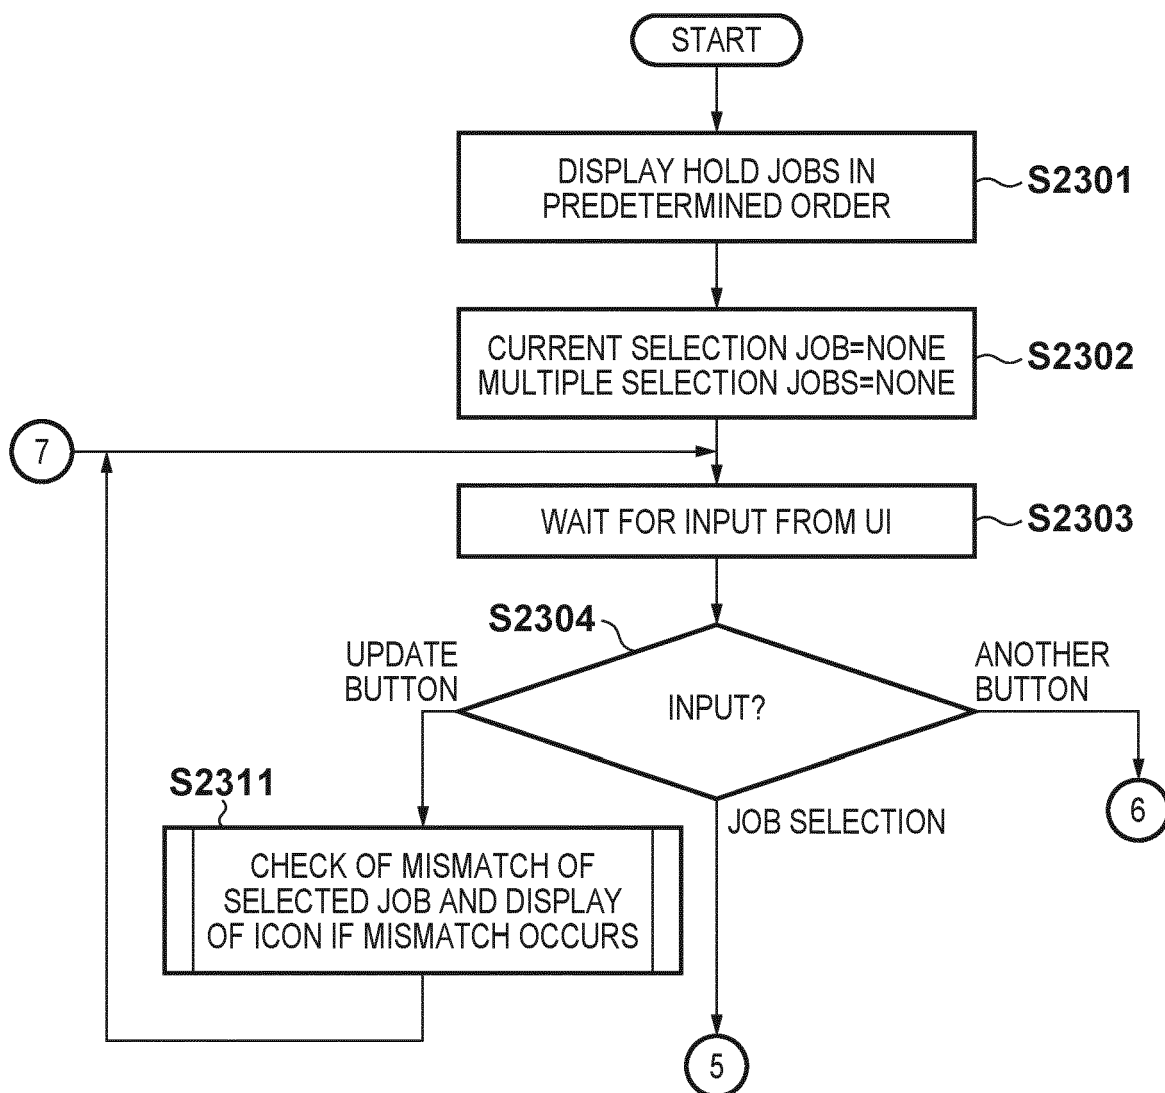 START
DISPLAY HOLD JOBS IN
PREDETERMINED ORDER
S2301
CURRENT SELECTION JOB=NONE
MULTIPLE SELECTION JOBS=NONE
S2302
7
WAIT FOR INPUT FROM UI
S2303
S2304
UPDATE
BUTTON
INPUT?
ANOTHER
BUTTON
S2311
6
JOB SELECTION
CHECK OF MISMATCH OF
SELECTED JOB AND DISPLAY
OF ICON IF MISMATCH OCCURS
5